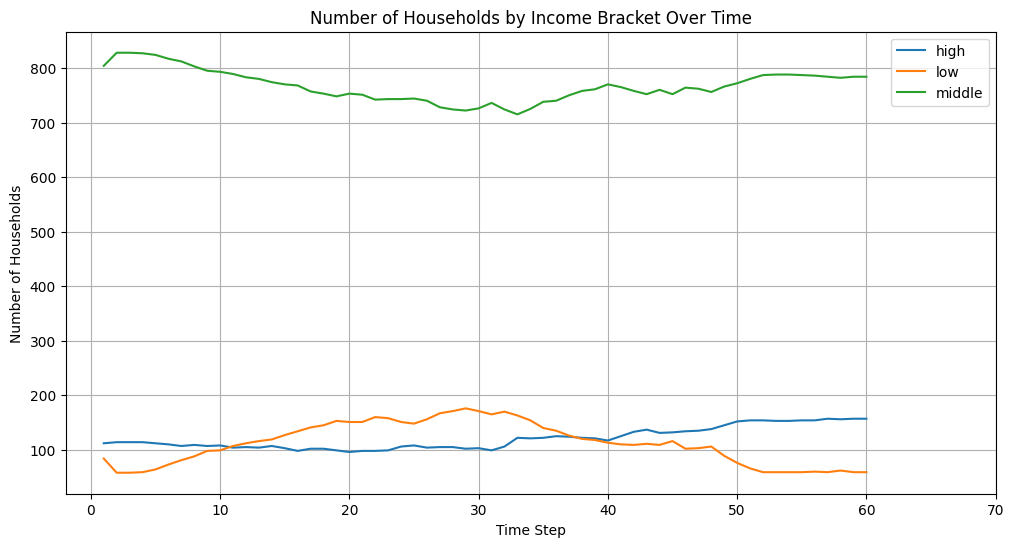 Number of Households by Income Bracket Over Time
high
low
middle
800
700
600
500
400
300
200
100
Number of Households
0 10 20 30 40 50 60 70
Time Step